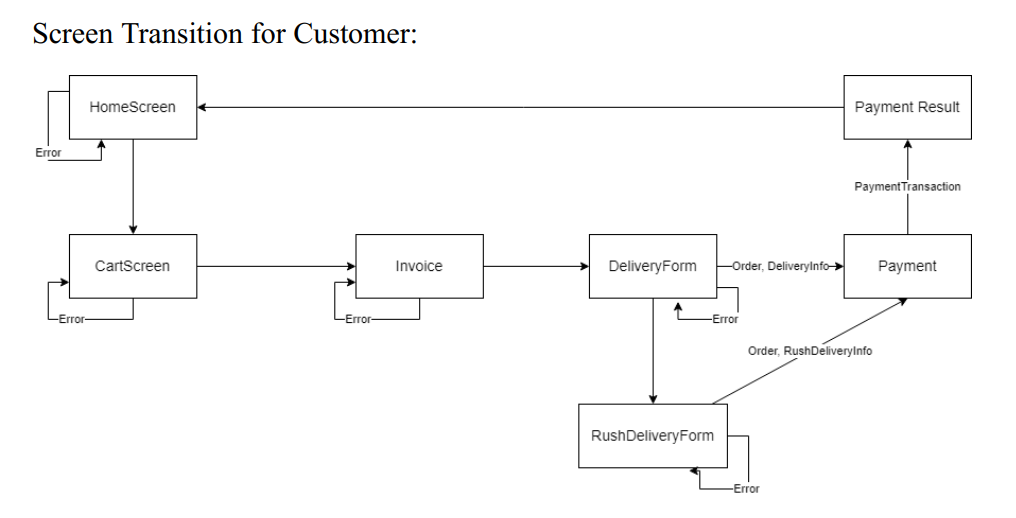 Screen Transition for Customer:
HomeScreen
Payment Result
Error
PaymentTransaction
CartScreen
Invoice
DeliveryForm
Order, DeliveryInfo
Payment
Error
Error
Error
Order, RushDeliveryInfo
RushDeliveryForm
Error